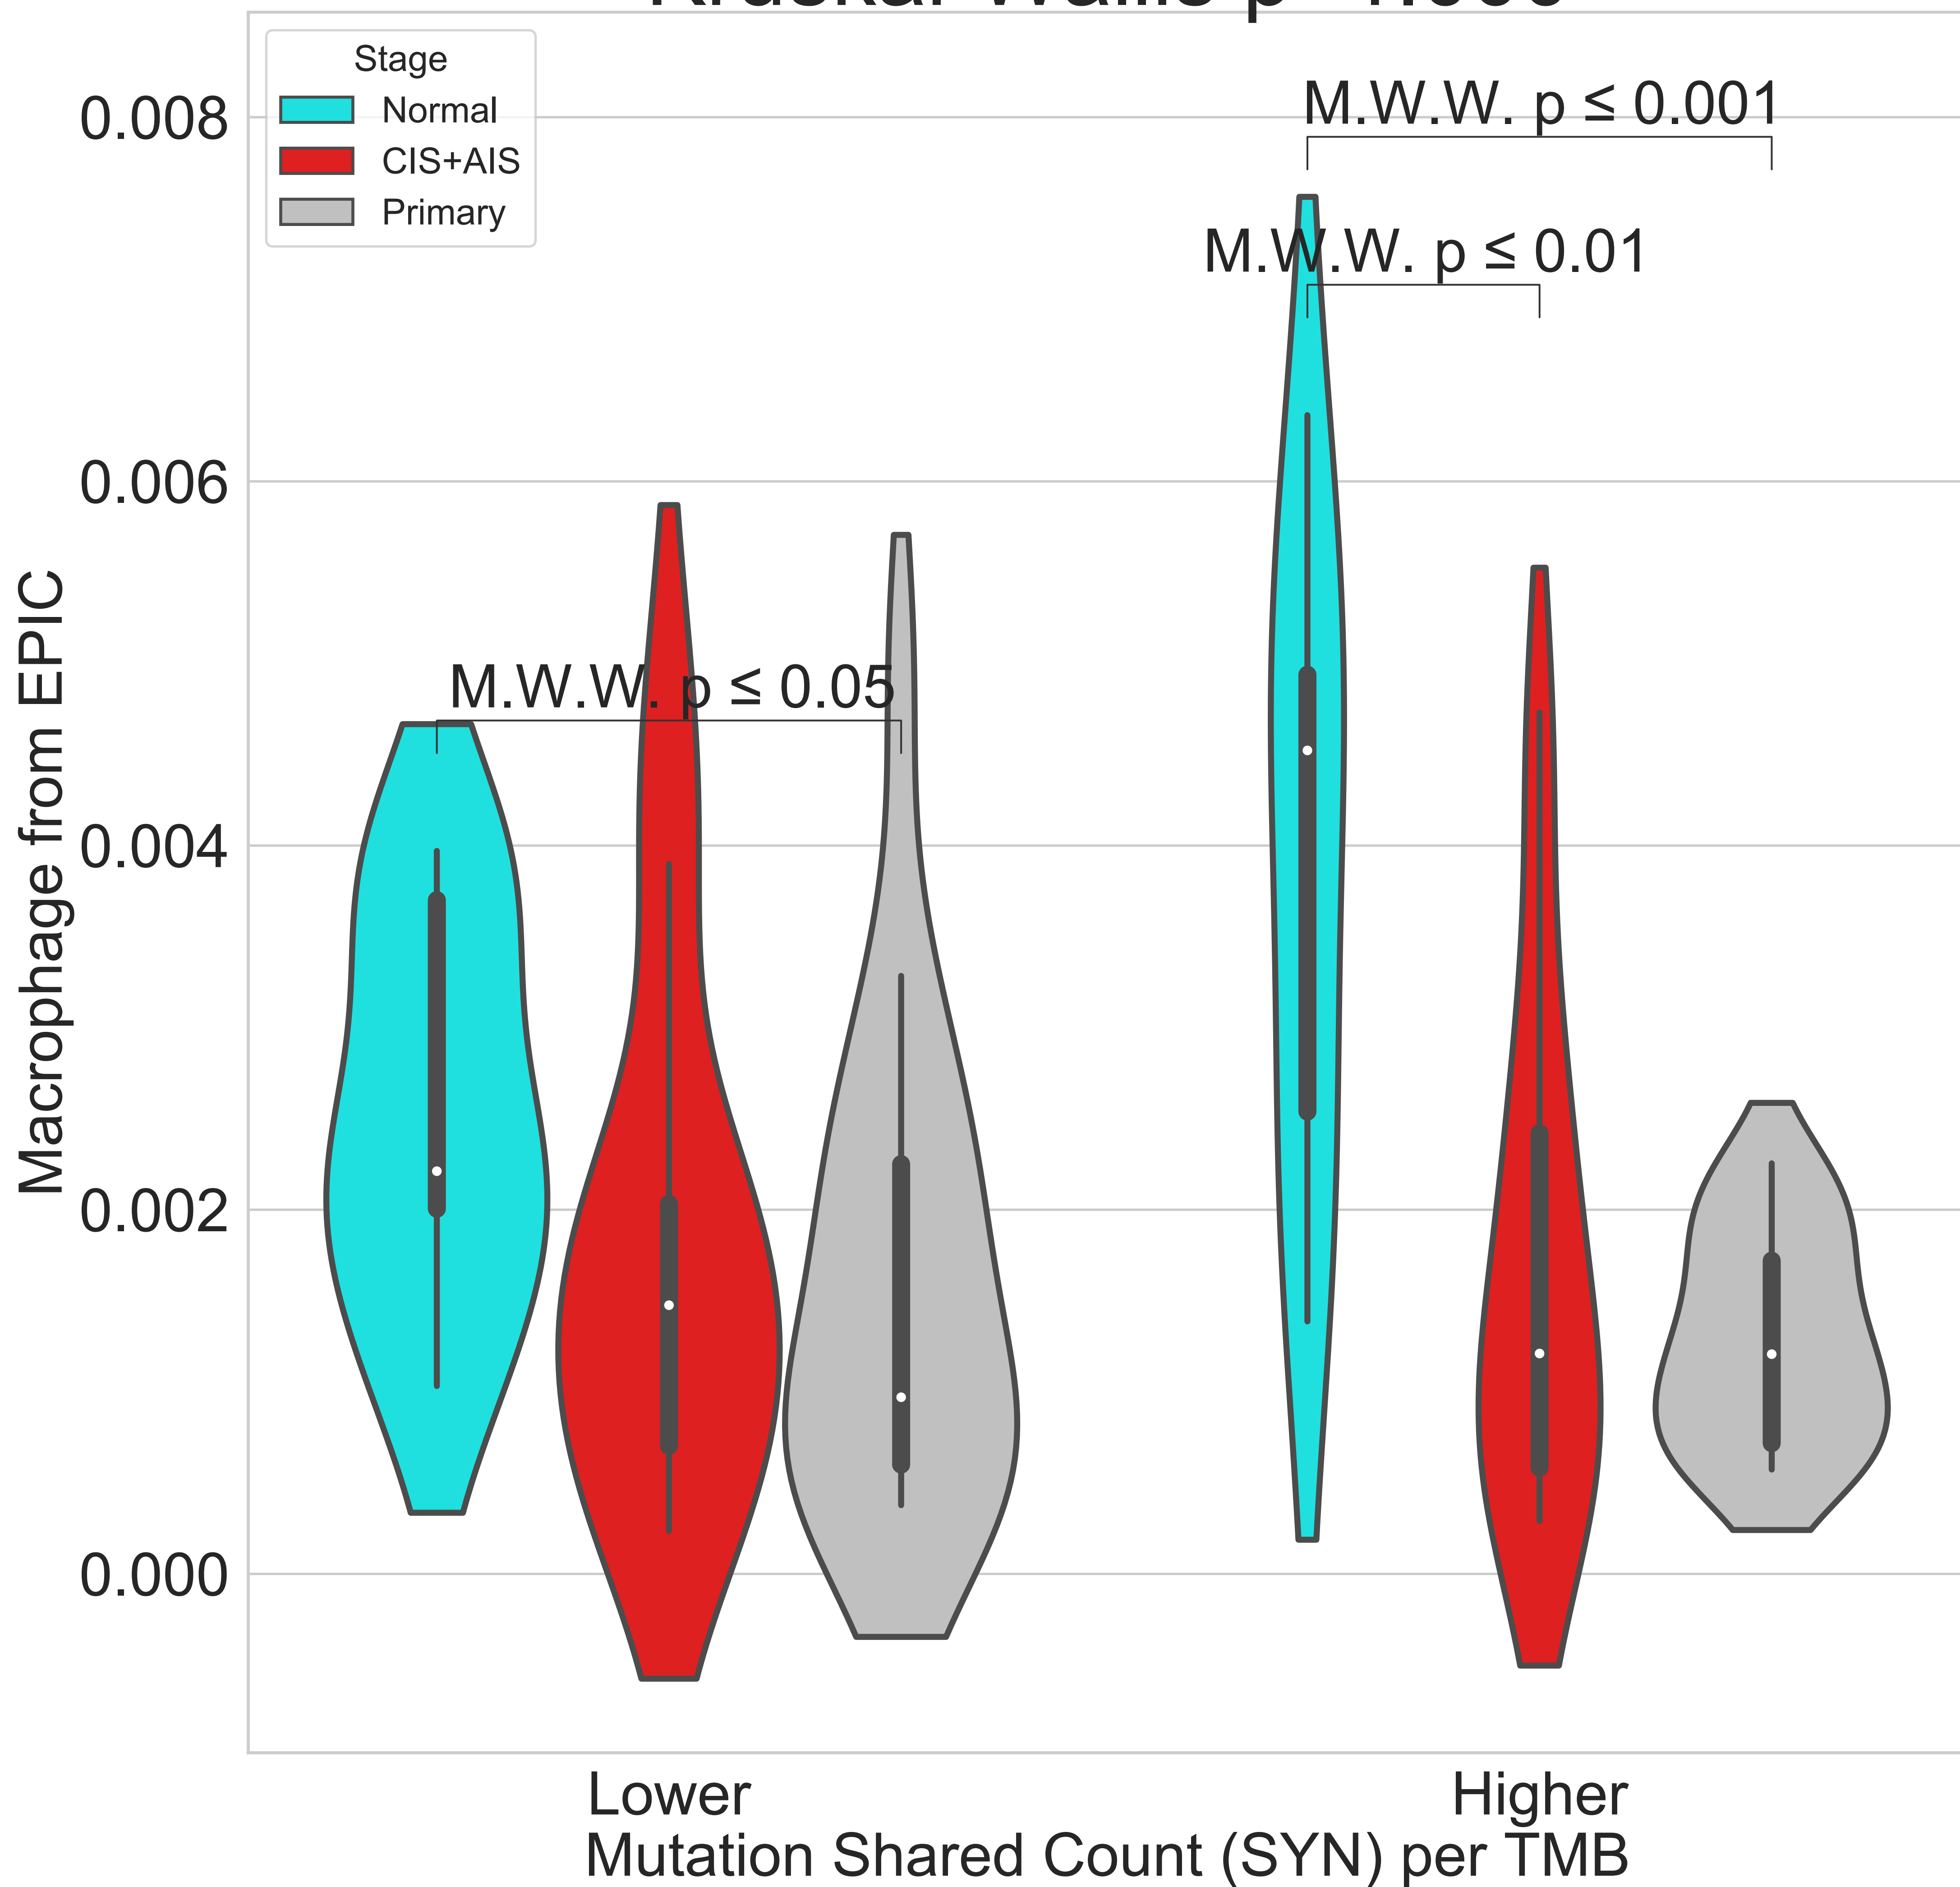 Stage
Normal
CIS+AIS
Primary
M.W.W. p ≤ 0.001
M.W.W. p ≤ 0.01
M.W.W. p ≤ 0.05
0.008
0.006
0.004
0.002
0.000
Macrophage from EPIC
Lower
Higher
Mutation Shared Count (SYN) per TMB